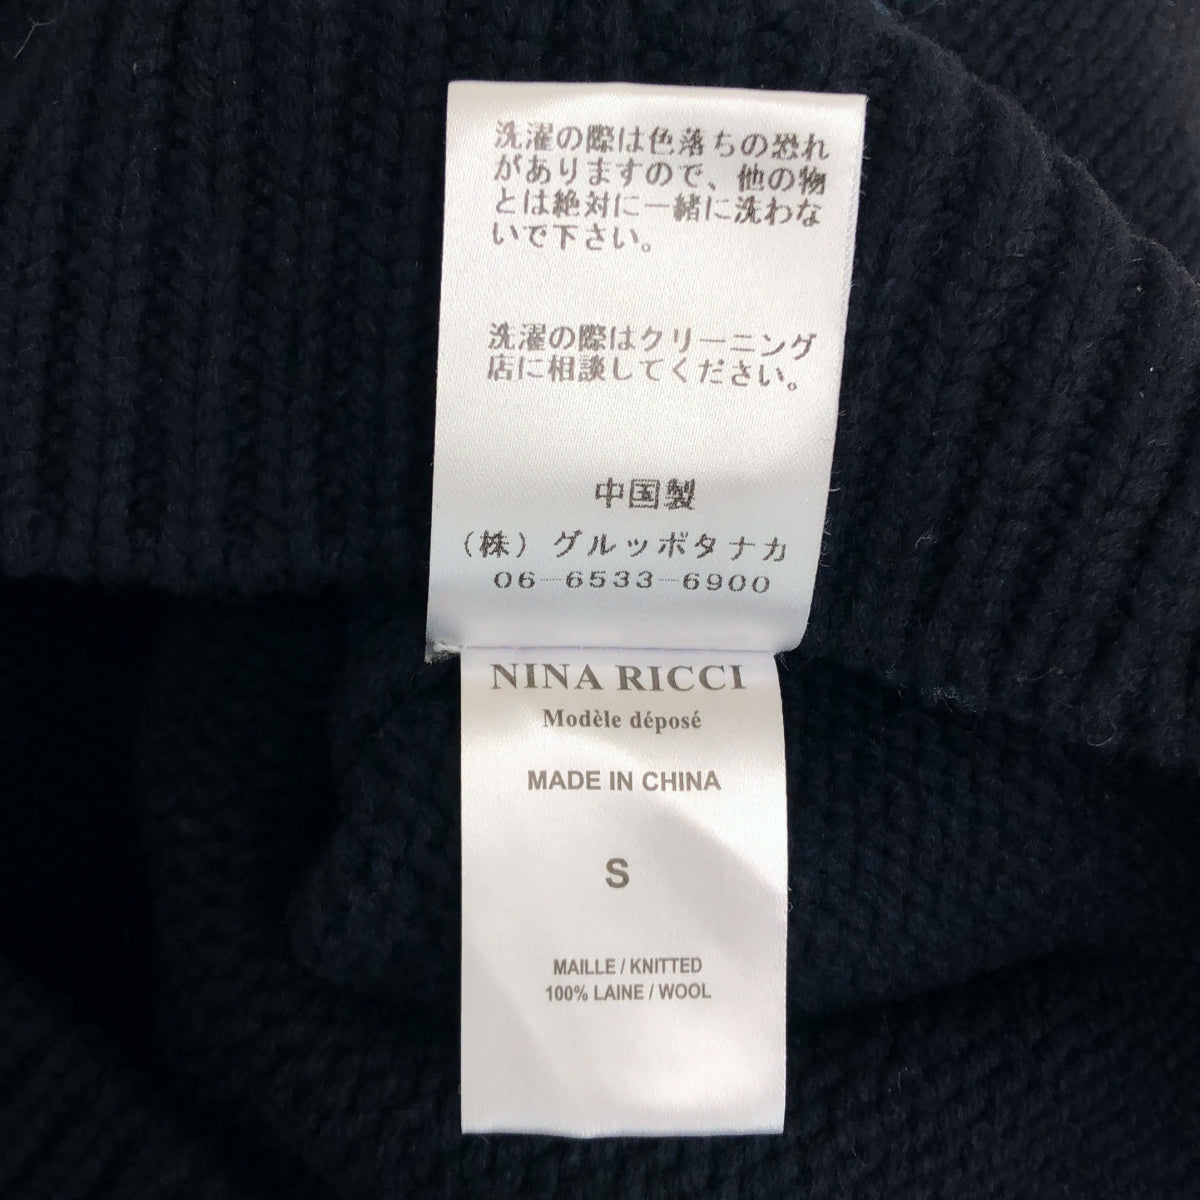 洗濯の際は色落ちの恐れ
がありますので、他の物
とは絶対に一緒に洗わな
いで下さい。
洗濯の際はクリーニング
店に相談してください。
中国製
（株）グルッポタナカ
06-6533-6900
NINA RICCI
Modèle déposé
MADE IN CHINA
S
MAILLE / KNITTED
100% LAINE / WOOL